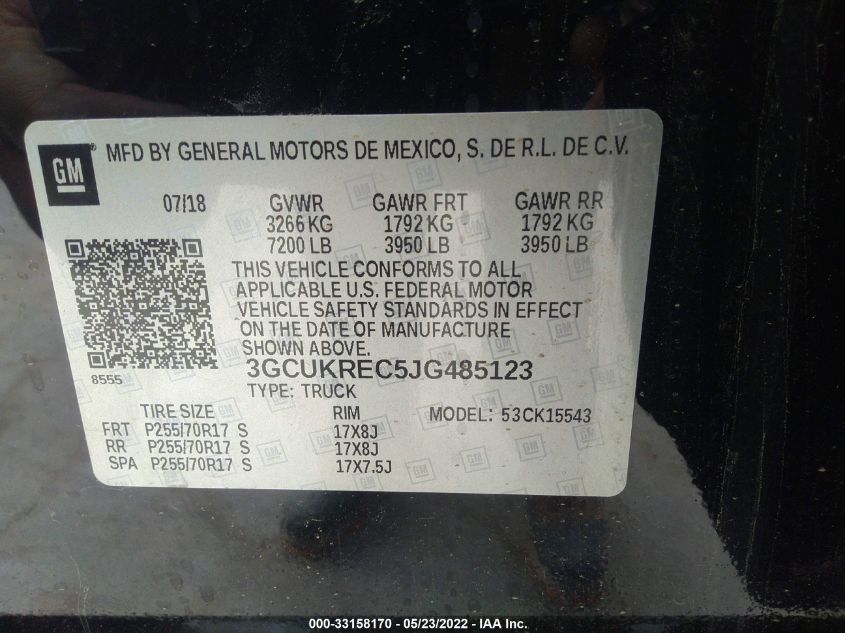 GM® MFD BY GENERAL MOTORS DE MEXICO, S. DE R.L. DE C.V.
07/18 GVWR GAWR FRT GAWR RR
3266 KG 1792 KG 1792 KG
7200 LB 3950 LB 3950 LB
THIS VEHICLE CONFORMS TO ALL
APPLICABLE U.S. FEDERAL MOTOR
VEHICLE SAFETY STANDARDS IN EFFECT
ON THE DATE OF MANUFACTURE
SHOWN ABOVE.
8555 3GCUKREC5JG485123
TYPE: TRUCK
TIRE SIZE RIM MODEL: 53CK15543
FRT P255/70R17 S 17X8J
RR P255/70R17 S 17X8J
SPA P255/70R17 S 17X7.5J
000-33158170 - 05/23/2022 - IAA Inc.